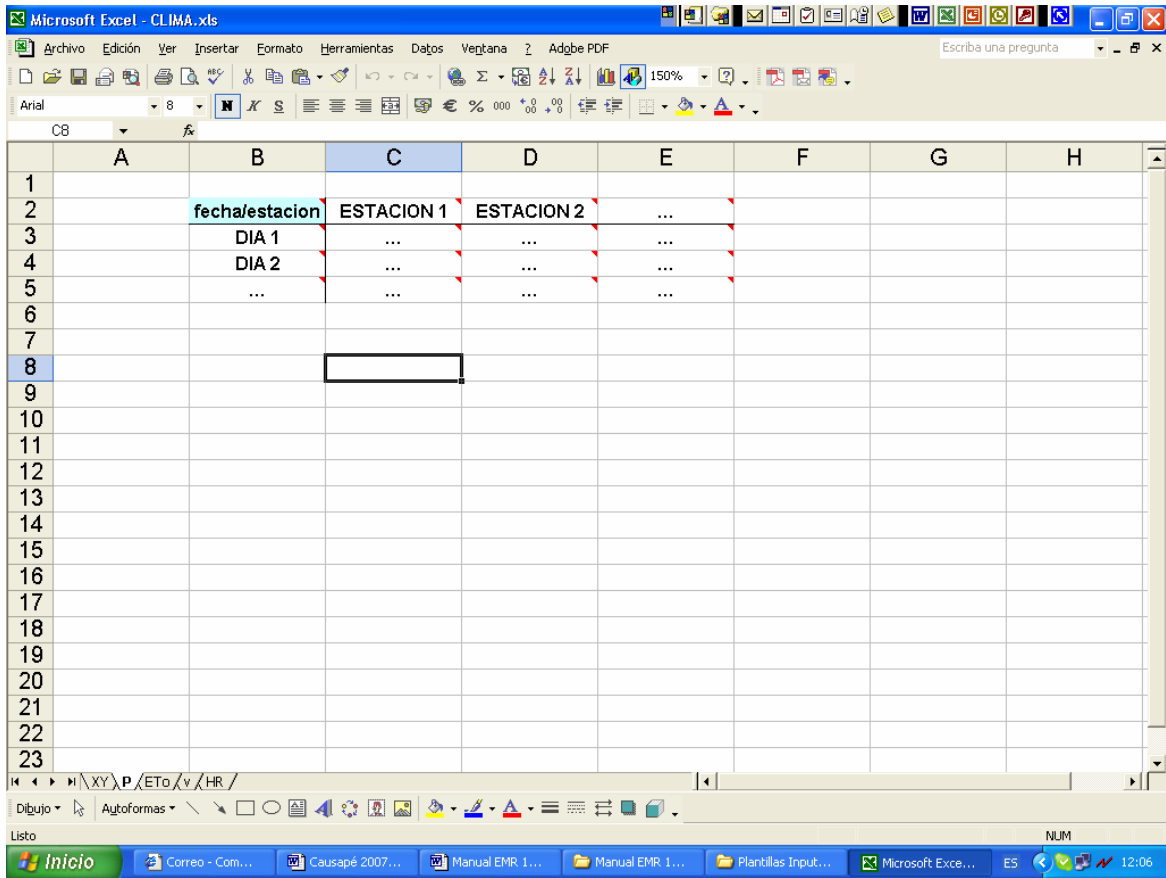 Microsoft Excel - CLIMA.xls
Archivo Edición Ver Insertar Formato Herramientas Datos Ventana ? Adobe PDF Escriba una pregunta
150%
Arial 8 N K S € % 000
C8 fx
A B C D E F G H
1
2 fecha/estacion ESTACION 1 ESTACION 2 ...
3 DIA 1 ... ... ...
4 DIA 2 ... ... ...
5 ... ... ... ...
6
7
8
9
10
11
12
13
14
15
16
17
18
19
20
21
22
23
XY P ETo v HR
Dibujo Autoformas
Listo NUM
Inicio Correo - Com... Causapé 2007... Manual EMR 1... Manual EMR 1... Plantillas Input... Microsoft Exce... ES 12:06